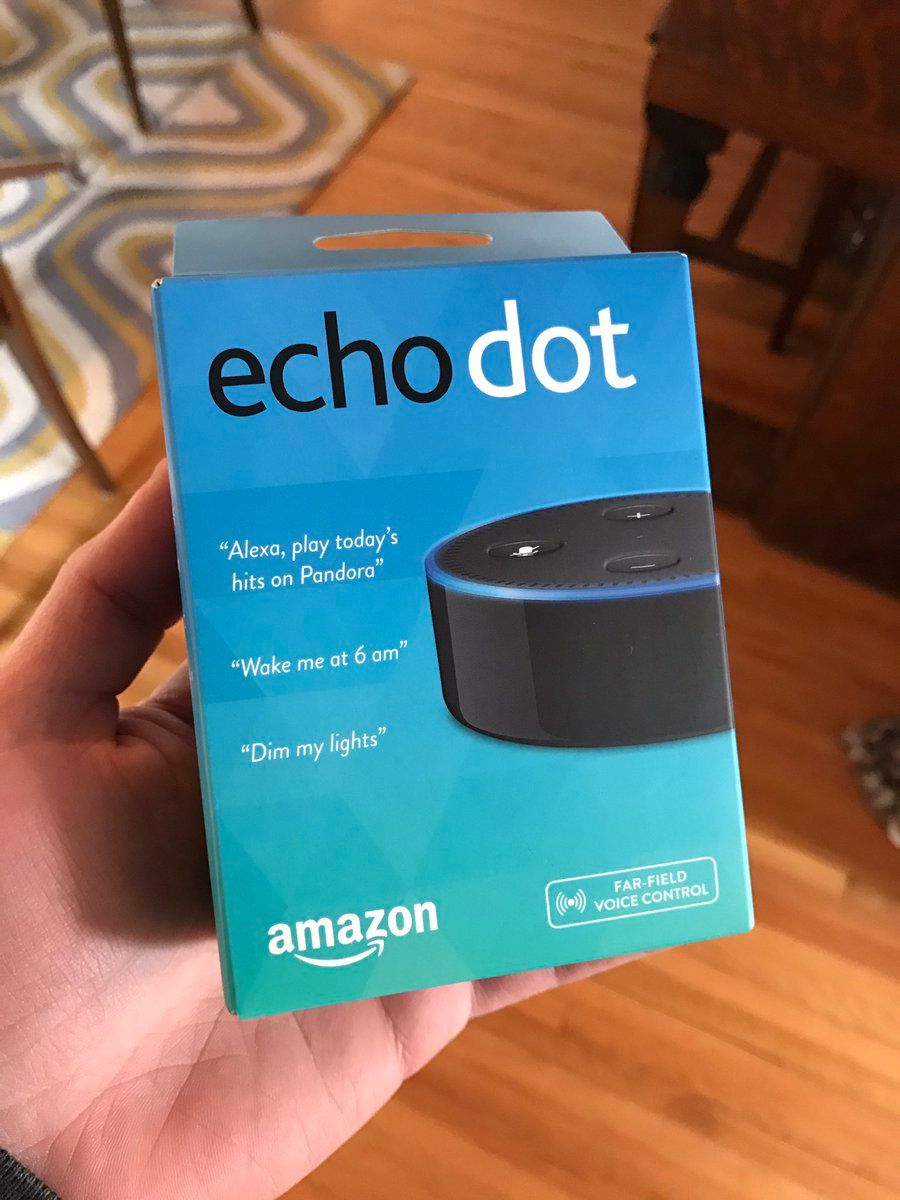 echo dot
“Alexa, play today’s
hits on Pandora”
“Wake me at 6 am”
“Dim my lights”
amazon
FAR-FIELD
VOICE CONTROL